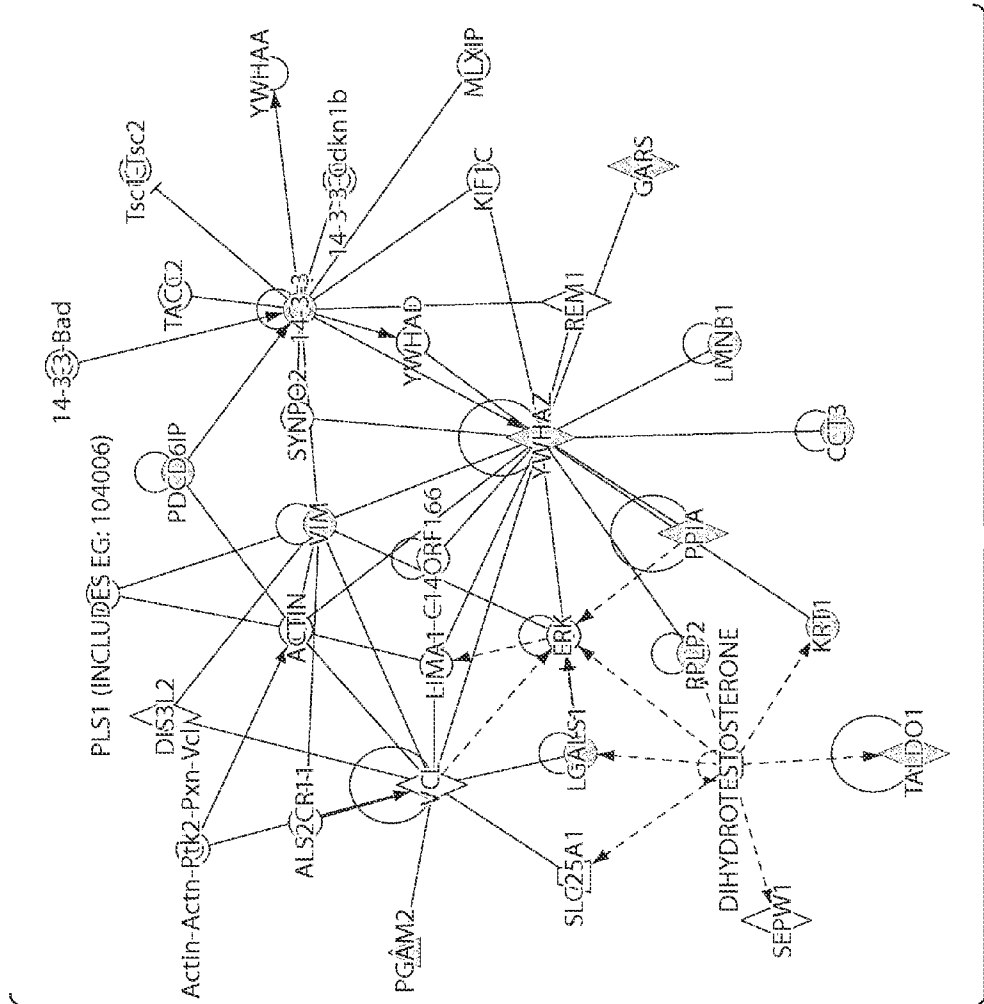 14-3-3-Bad
Tsc1-Tsc2
YWHAA
TACC2
14-3-3-Cdkn1b
MLXIP
PDCD6IP
14-3-3
KIF1C
PLS1 (INCLUDES EG: 104006)
SYNPO2
YWHAD
REM1
GARS
DIS3L2
VIM
YWHAZ
LMNB1
Actin-Actn-Ptk2-Pxn-Vcl
ACTIN
C14ORF166
PPIA
CCT3
ALS2CR11
LIMA1
ERK
RPLP2
KRT1
VCL
LGALS1
DIHYDROTESTOSTERONE
TALDO1
PGAM2
SLC25A1
SEPW1